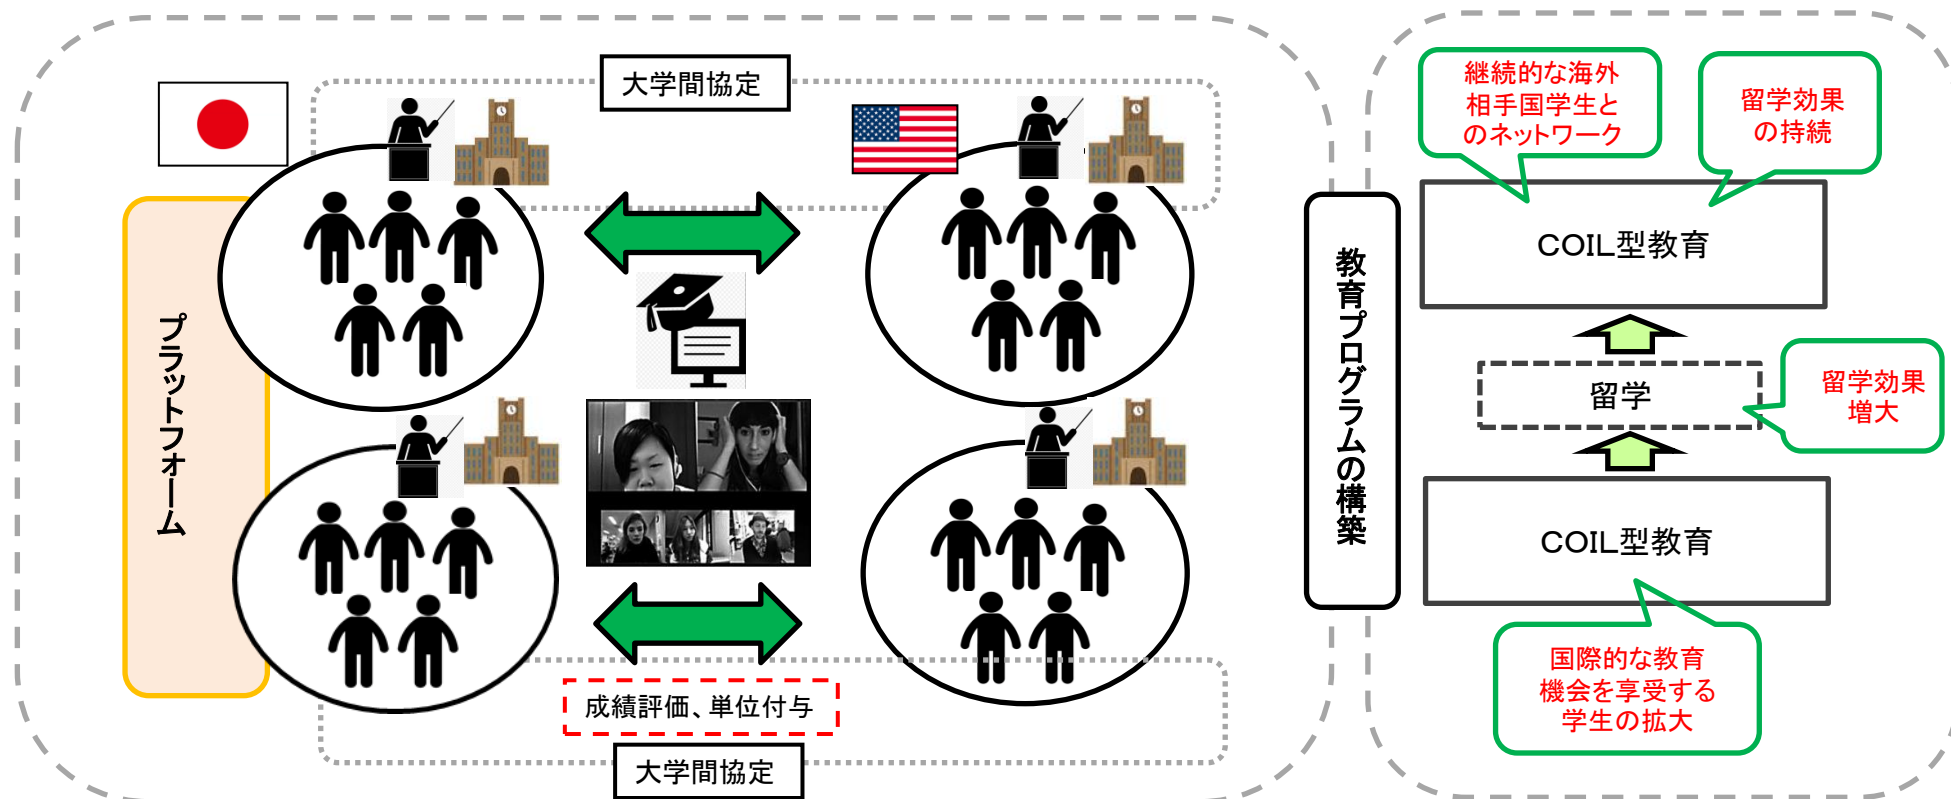 大学間協定
プラットフォーム
成績評価、単位付与
大学間協定
教育プログラムの構築
継続的な海外
相手国学生と
のネットワーク
留学効果
の持続
COIL型教育
留学
留学効果
増大
COIL型教育
国際的な教育
機会を享受する
学生の拡大